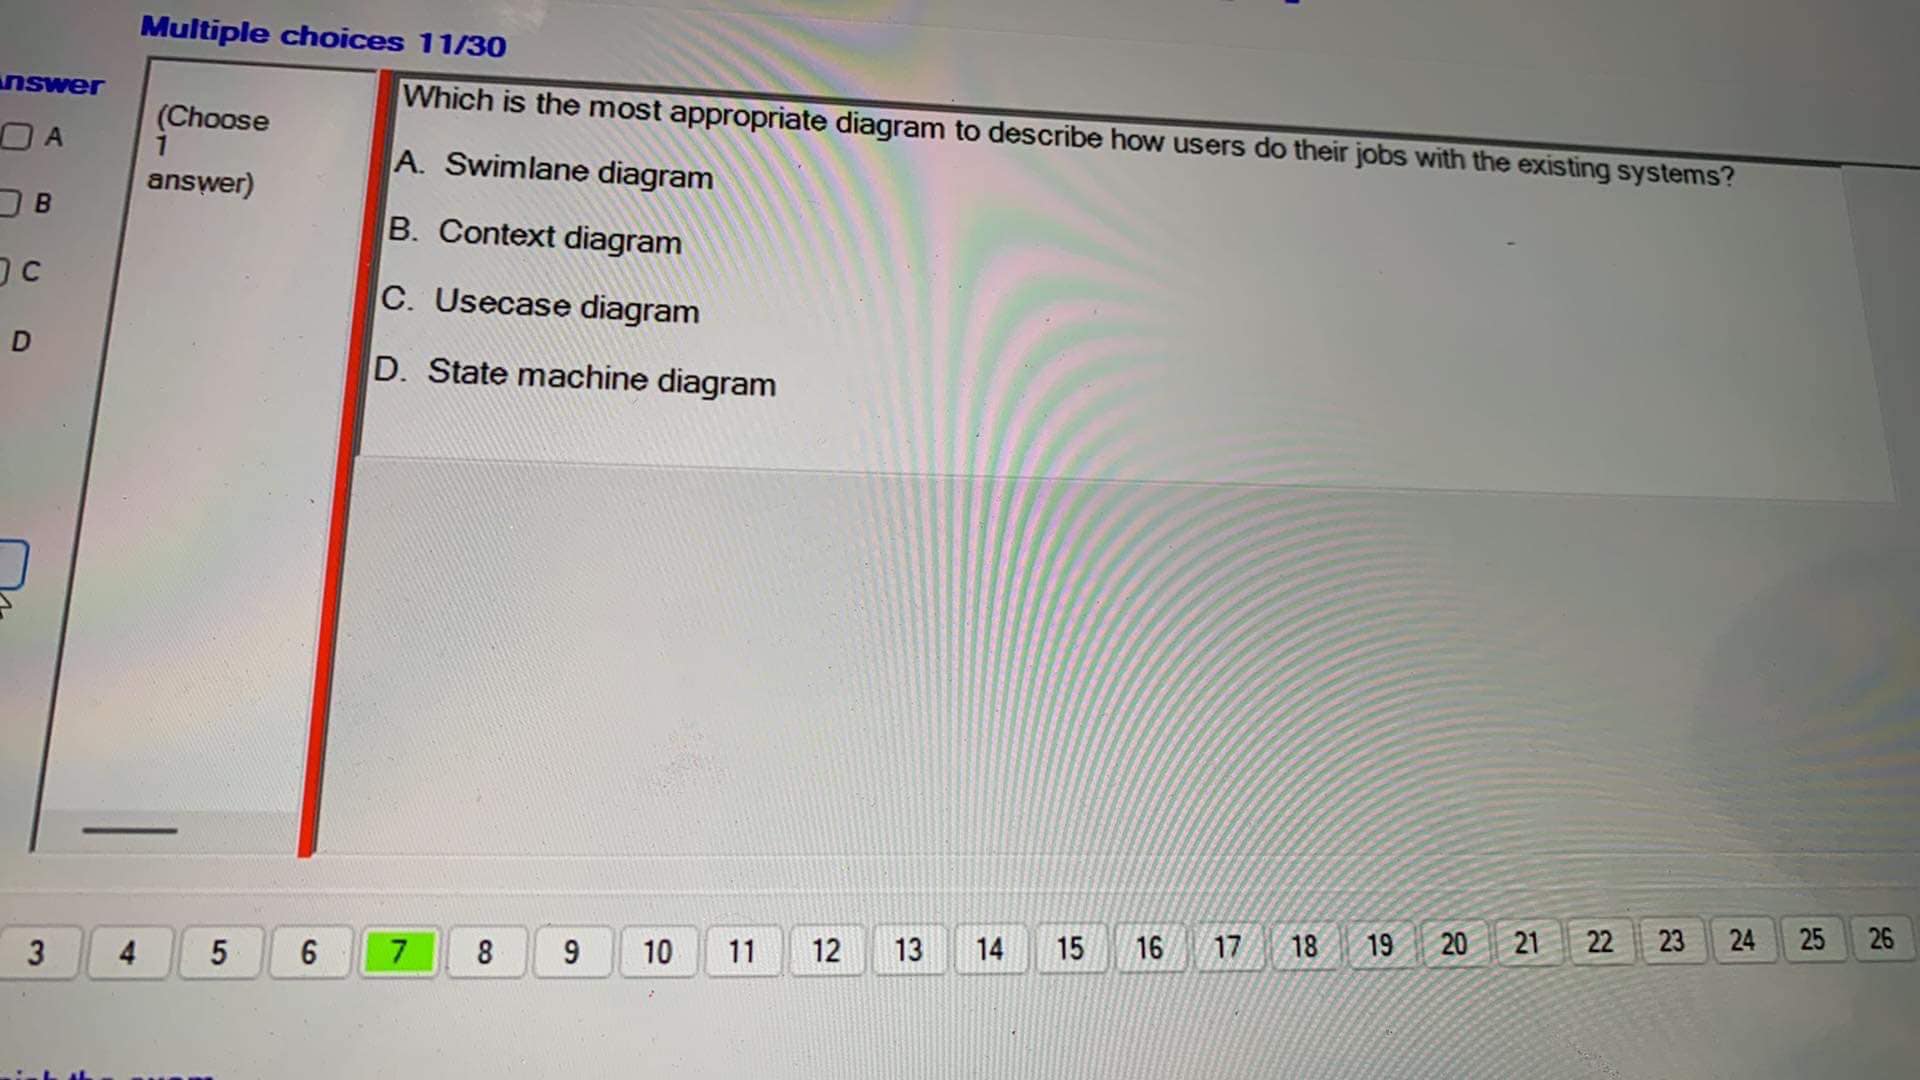 Multiple choices 11/30
Answer
A
B
C
D
(Choose
1
answer)
Which is the most appropriate diagram to describe how users do their jobs with the existing systems?
A. Swimlane diagram
B. Context diagram
C. Usecase diagram
D. State machine diagram
3 4 5 6 7 8 9 10 11 12 13 14 15 16 17 18 19 20 21 22 23 24 25 26